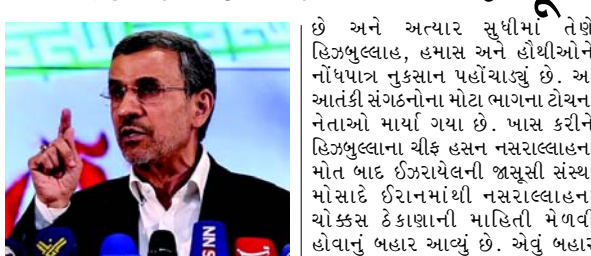 છે અને અત્યાર સુધીમાં તેણે
હિઝબુલ્લાહ, હમાસ અને હૌથીઓને
નોંધપાત્ર નુકસાન પહોંચાડ્યું છે. આ
આતંકી સંગઠનોના મોટા ભાગના ટોચન
નેતાઓ માર્યા ગયા છે. ખાસ કરીને
હિઝબુલ્લાના ચીફ હસન નસરાલ્લાહના
મોત બાદ ઈઝરાયેલની જાસૂસી સંસ્થા
મોસાદે ઈરાનમાંથી નસરાલ્લાહના
ચોક્કસ ઠેકાણાની માહિતી મેળવી
હોવાનું બહાર આવ્યું છે. એવું બહાર
SNN